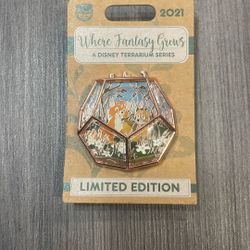 2021
Where Fantasy Grows
A DISNEY TERRARIUM SERIES
LIMITED EDITION